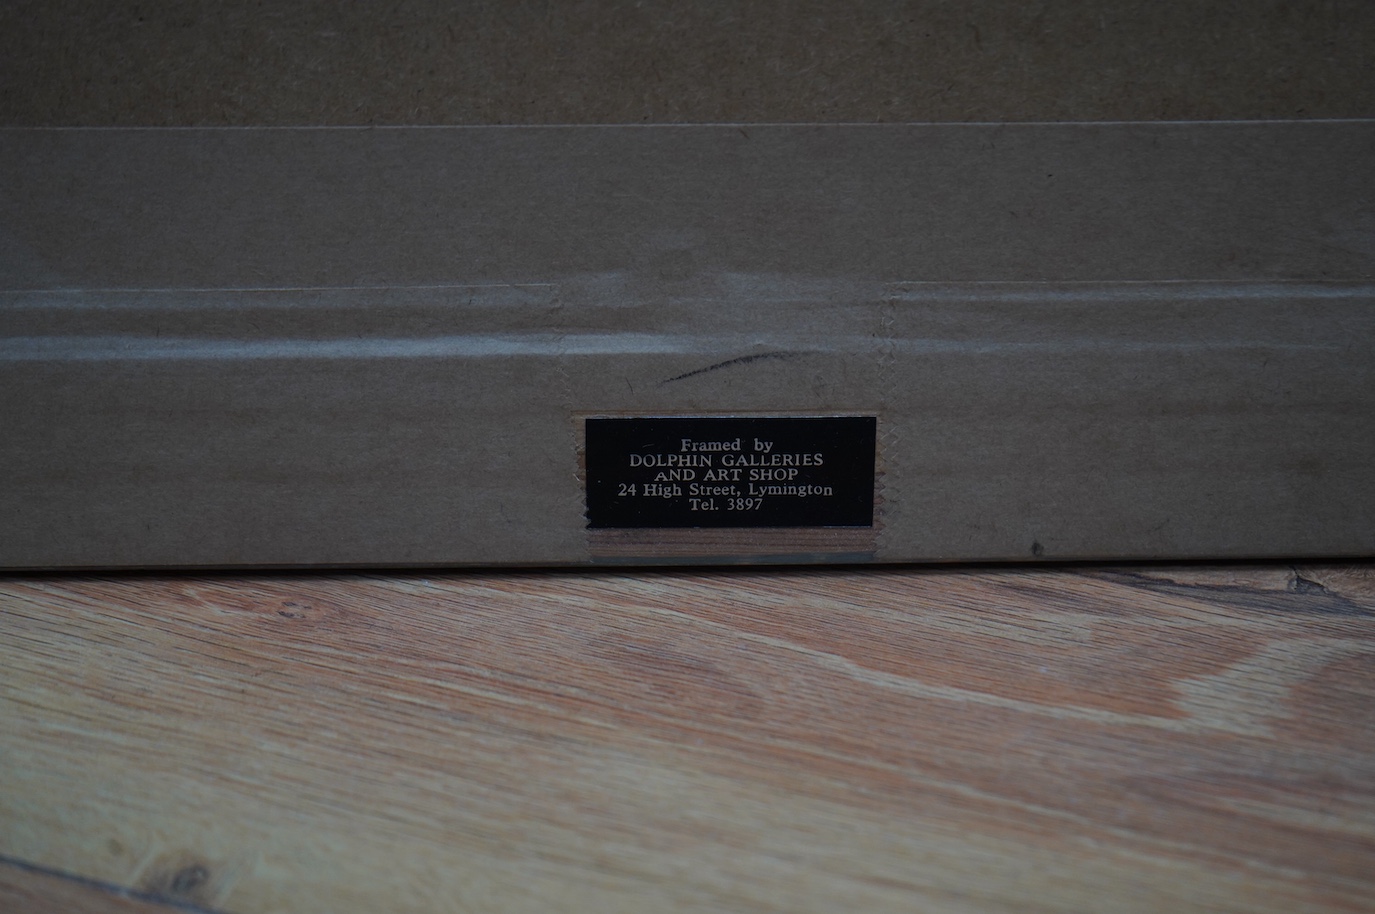 Framed by
DOLPHIN GALLERIES
AND ART SHOP
24 High Street, Lymington
Tel. 3897